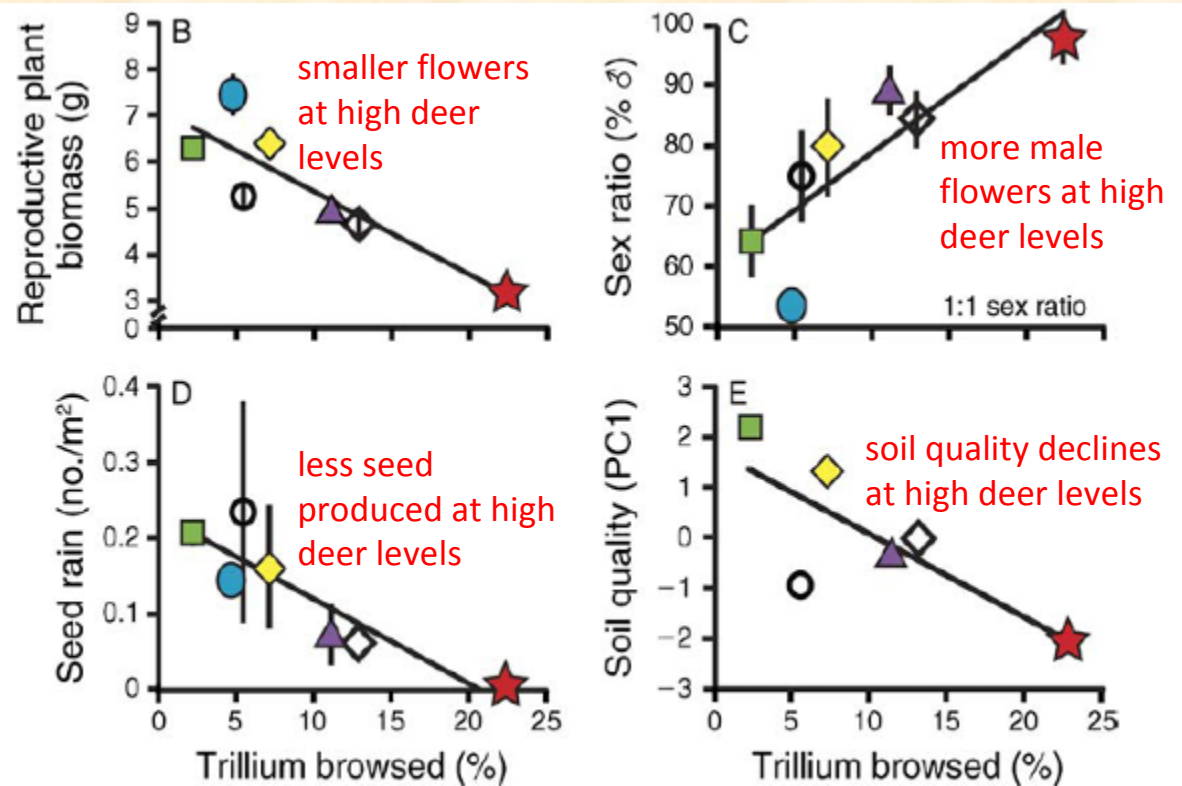 B
Reproductive plant
biomass (g)
9
8
7
6
5
4
3
0
smaller flowers
at high deer
levels
C
Sex ratio (% ♂)
100
90
80
70
60
50
more male
flowers at high
deer levels
1:1 sex ratio
D
Seed rain (no./m²)
0.4
0.3
0.2
0.1
0
less seed
produced at high
deer levels
0 5 10 15 20 25
Trillium browsed (%)
E
Soil quality (PC1)
3
2
1
0
−1
−2
−3
soil quality declines
at high deer levels
0 5 10 15 20 25
Trillium browsed (%)